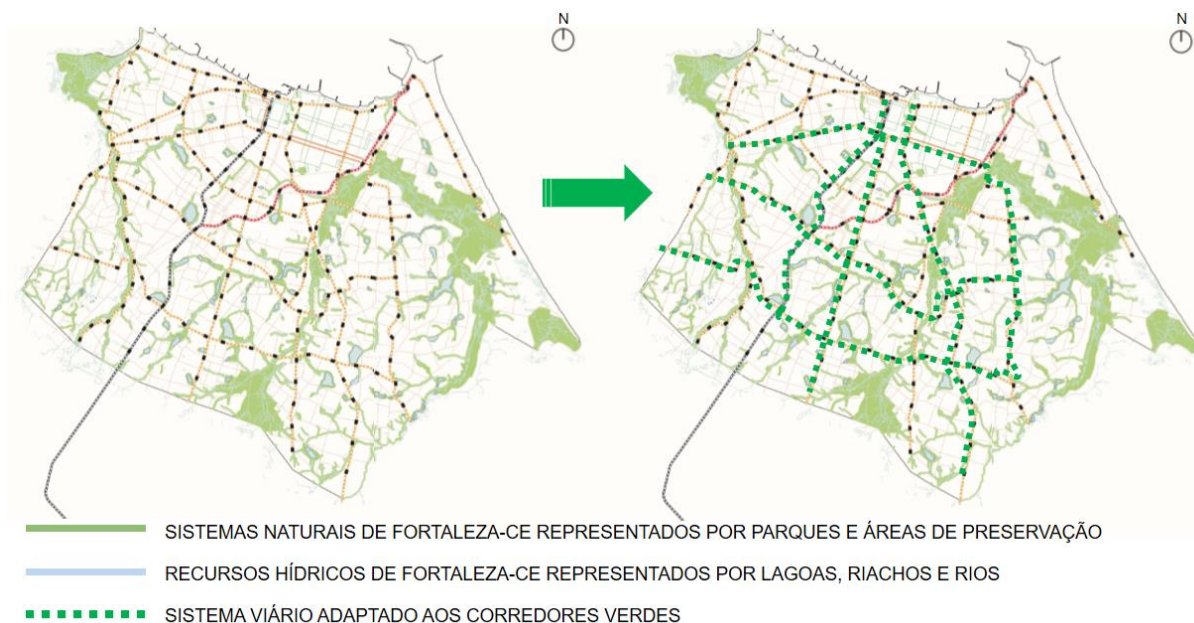 N
N
SISTEMAS NATURAIS DE FORTALEZA-CE REPRESENTADOS POR PARQUES E ÁREAS DE PRESERVAÇÃO
RECURSOS HÍDRICOS DE FORTALEZA-CE REPRESENTADOS POR LAGOAS, RIACHOS E RIOS
SISTEMA VIÁRIO ADAPTADO AOS CORREDORES VERDES